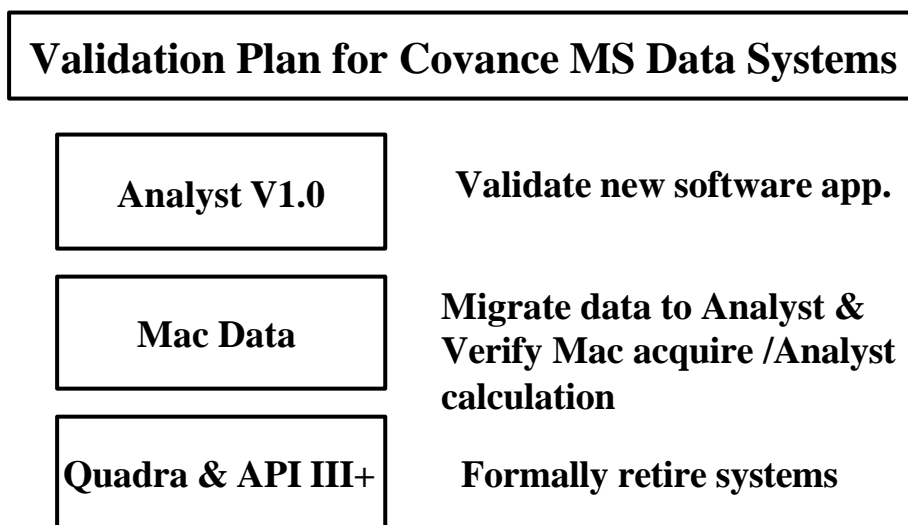 Validation Plan for Covance MS Data Systems
Analyst V1.0
Validate new software app.
Mac Data
Migrate data to Analyst &
Verify Mac acquire /Analyst
calculation
Quadra & API III+
Formally retire systems